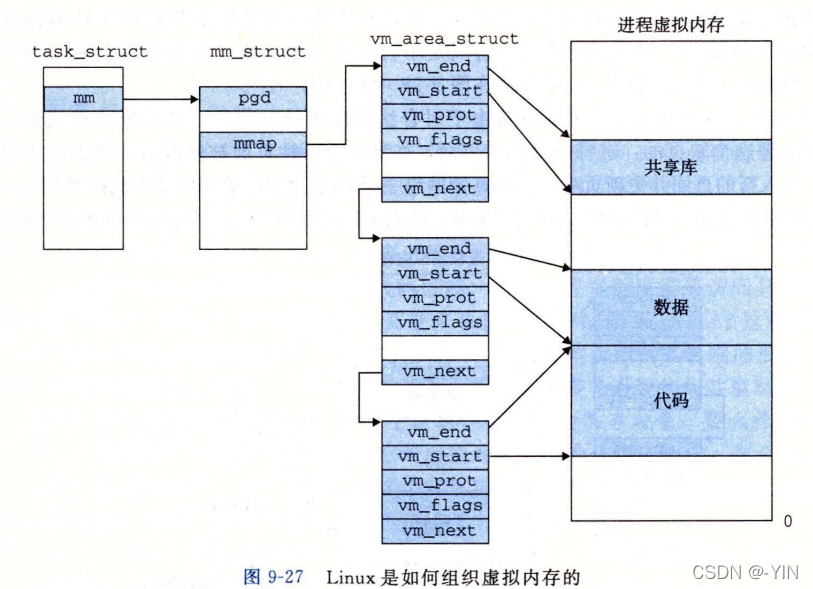 task_struct
mm
mm_struct
pgd
mmap
vm_area_struct
vm_end
vm_start
vm_prot
vm_flags
vm_next
vm_end
vm_start
vm_prot
vm_flags
vm_next
vm_end
vm_start
vm_prot
vm_flags
vm_next
进程虚拟内存
共享库
数据
代码
0
图 9-27 Linux 是如何组织虚拟内存的
CSDN @-YIN